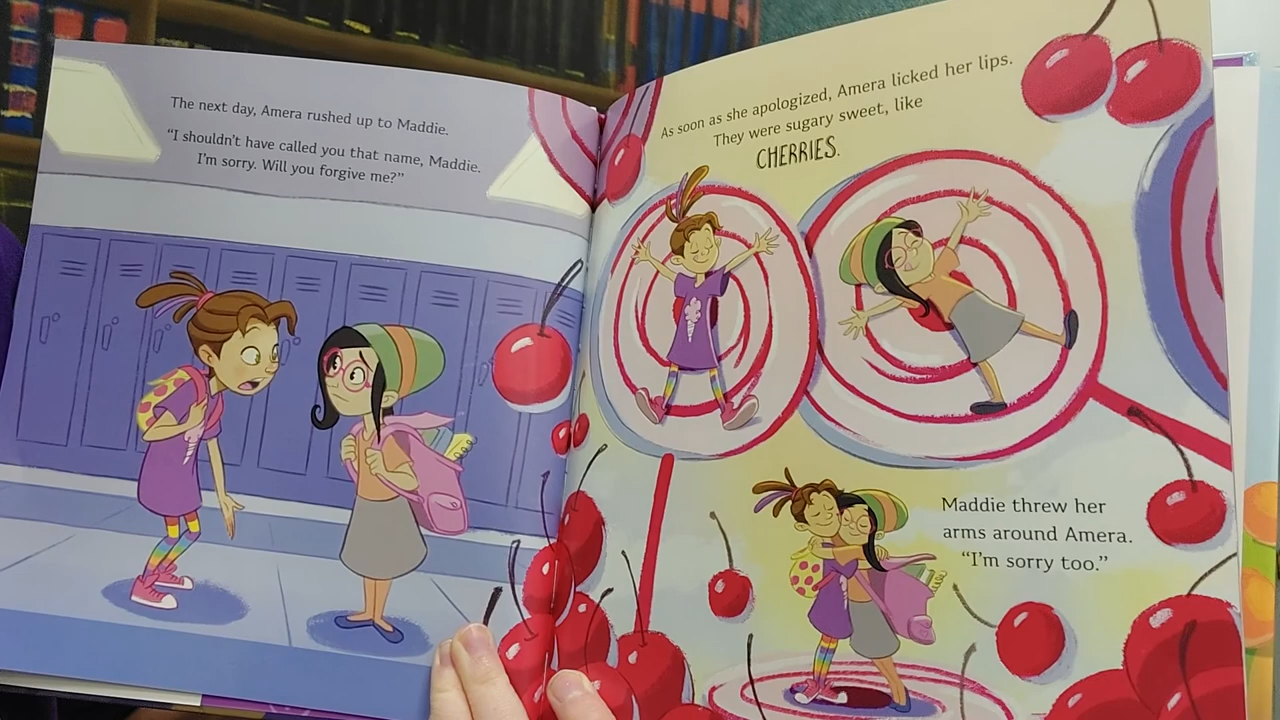 The next day, Amera rushed up to Maddie.
“I shouldn’t have called you that name, Maddie.
I’m sorry. Will you forgive me?”
As soon as she apologized, Amera licked her lips.
They were sugary sweet, like
CHERRIES.
Maddie threw her
arms around Amera.
“I’m sorry too.”